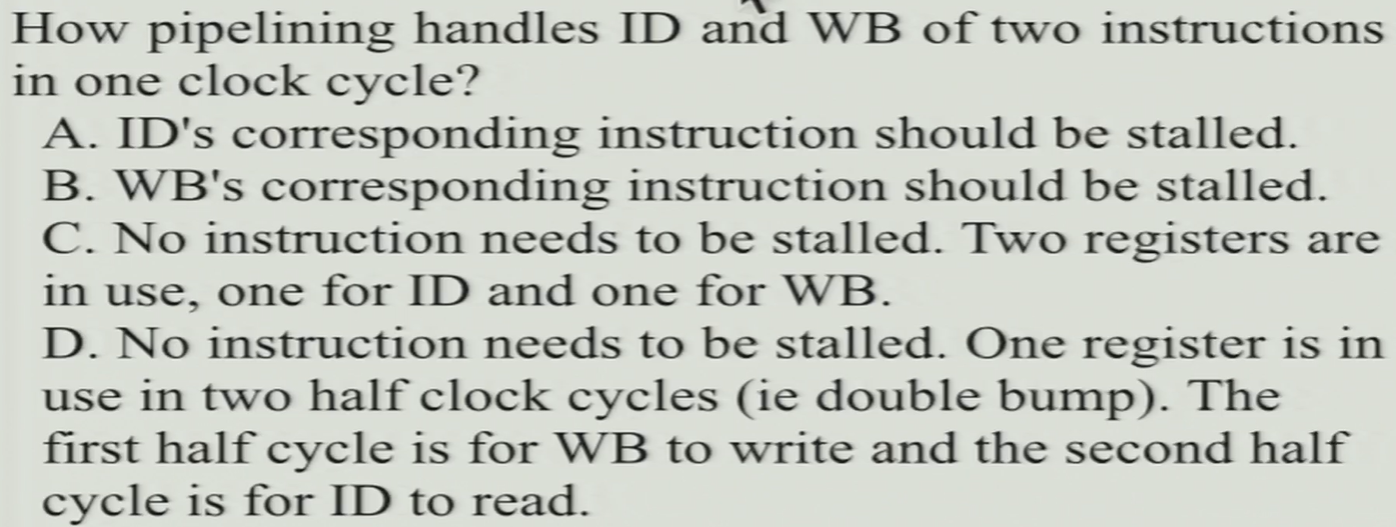 How pipelining handles ID and WB of two instructions
in one clock cycle?
A. ID's corresponding instruction should be stalled.
B. WB's corresponding instruction should be stalled.
C. No instruction needs to be stalled. Two registers are
in use, one for ID and one for WB.
D. No instruction needs to be stalled. One register is in
use in two half clock cycles (ie double bump). The
first half cycle is for WB to write and the second half
cycle is for ID to read.